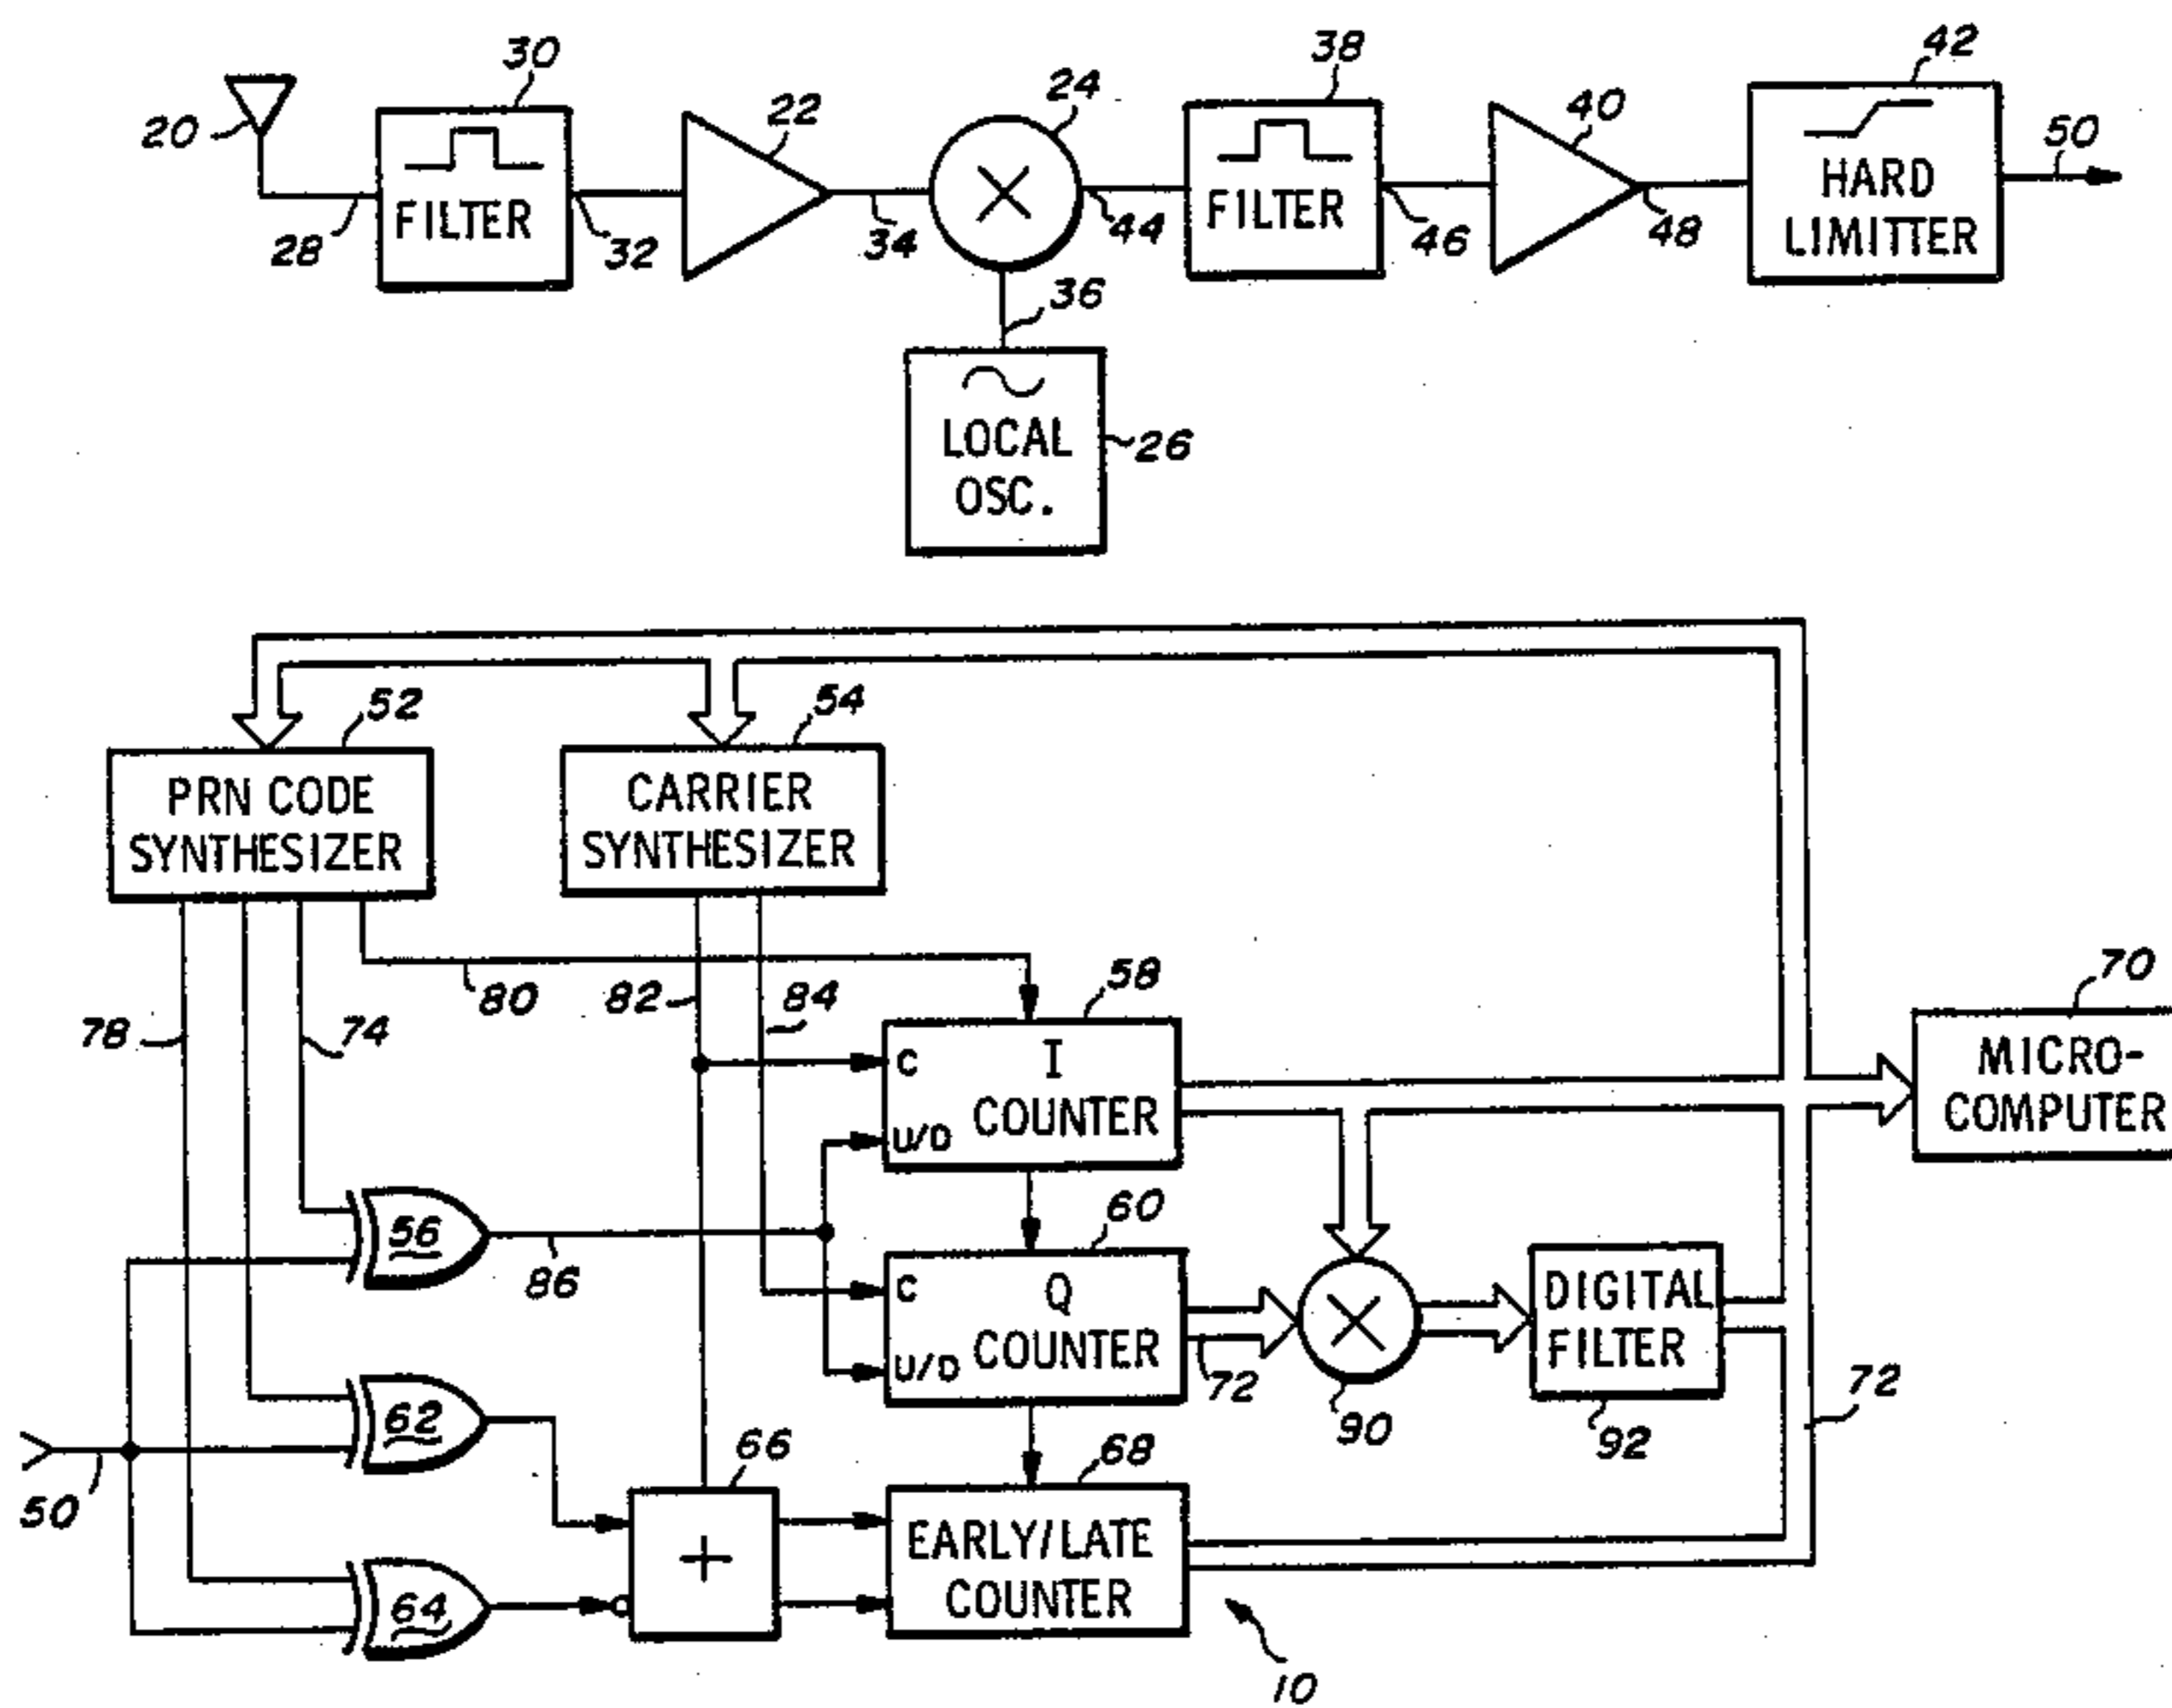 30
20
FILTER
28
32
22
34
24
44
36
LOCAL
OSC.
26
38
FILTER
46
40
48
42
HARD
LIMITTER
50
52
PRN CODE
SYNTHESIZER
54
CARRIER
SYNTHESIZER
78
74
80
82
84
58
C
I
COUNTER
U/D
70
MICRO-
COMPUTER
56
86
60
C
Q
COUNTER
U/D
72
90
DIGITAL
FILTER
92
72
62
50
64
66
+
68
EARLY/LATE
COUNTER
10